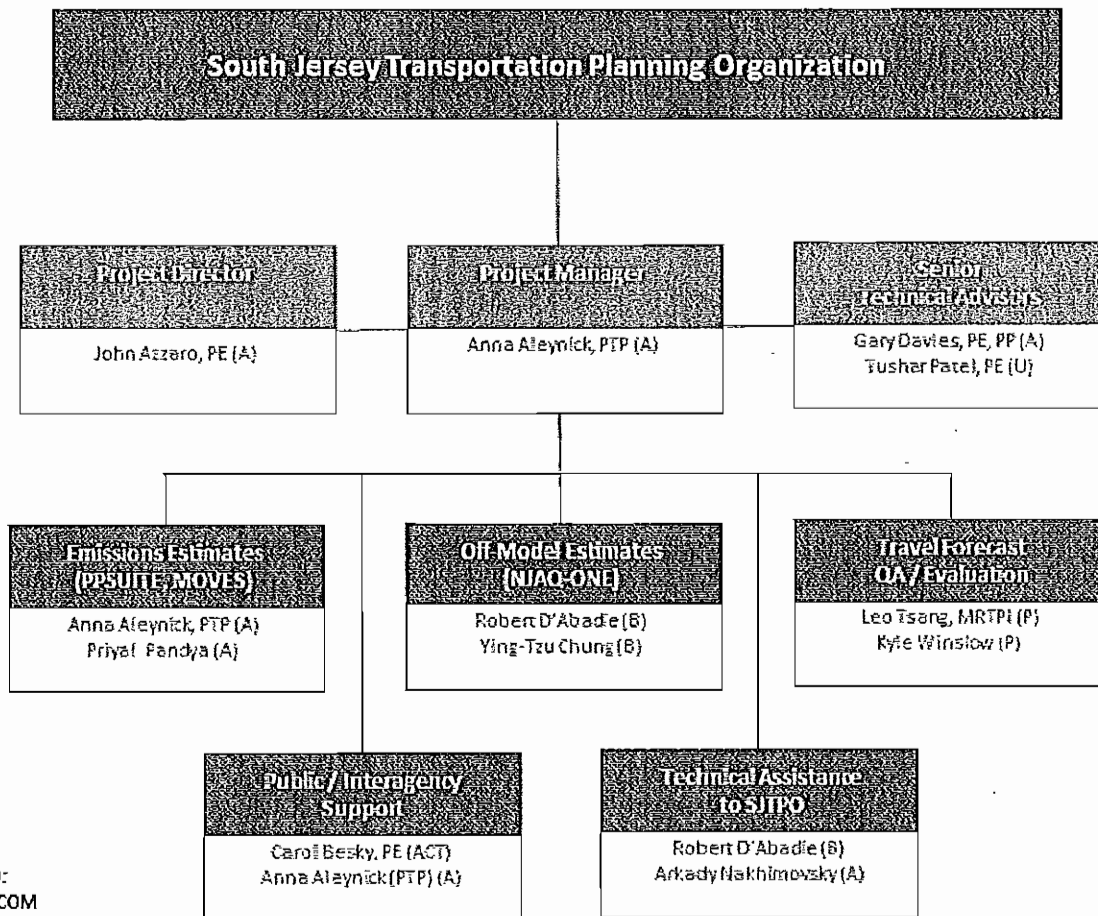 South Jersey Transportation Planning Organization
Project Director
John Azzaro, PE (A)
Project Manager
Anna Aleynick, PTP (A)
Senior
Technical Advisers
Gary Davies, PE, PP (A)
Tushar Patel, PE (U)
Emissions Estimates
(PPSUITE, MOVES)
Anna Aleynick, PTP (A)
Priyal Pandya (A)
Off-Model Estimates
(NJAQ-ONE)
Robert D'Abadie (B)
Ying-Tzu Chung (B)
Travel Forecast
QA / Evaluation
Leo Tsang, MRTPI (P)
Kyle Winslow (P)
Public / Interagency
Support
Carol Besky, PE (ACT)
Anna Aleynick (PTP) (A)
Technical Assistance
to SJTPO
Robert D'Abadie (B)
Arkady Nakhimovsky (A)
COM